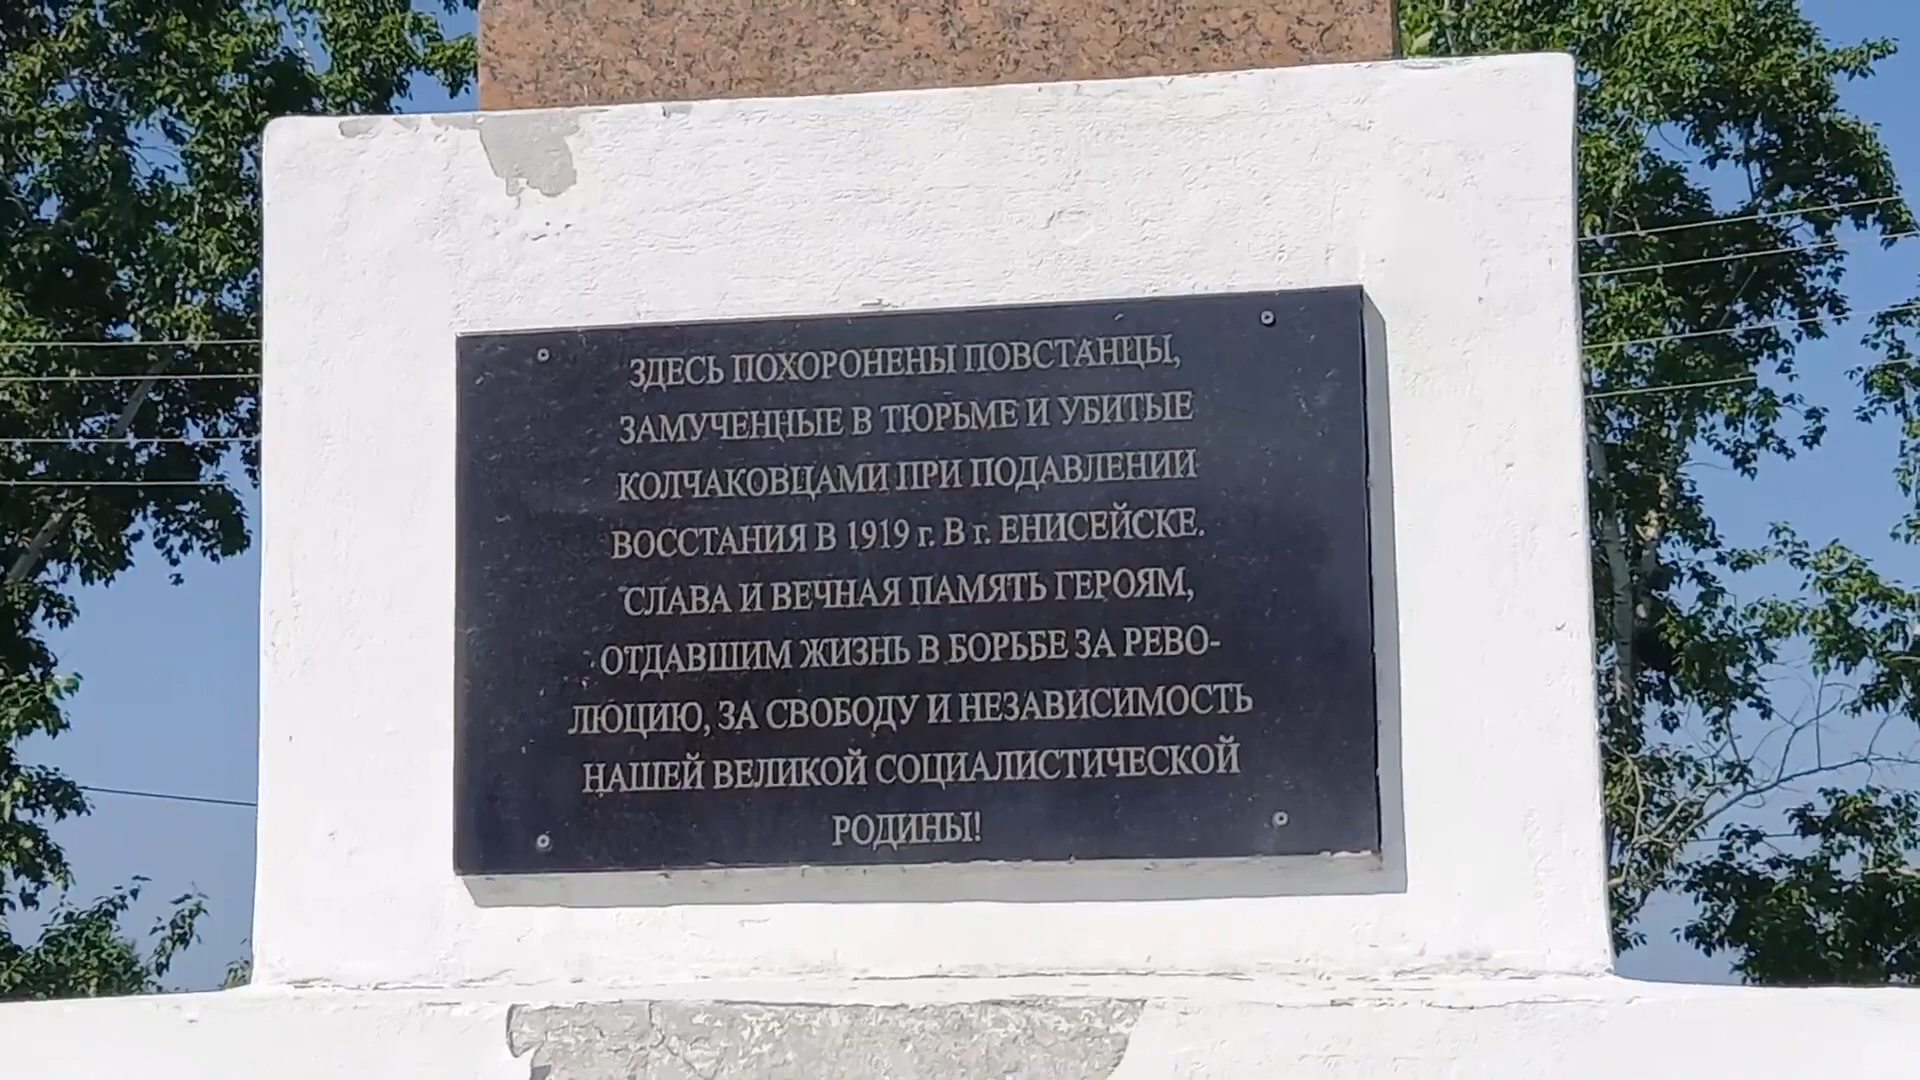 ЗДЕСЬ ПОХОРОНЕНЫ ПОВСТАНЦЫ,
ЗАМУЧЕННЫЕ В ТЮРЬМЕ И УБИТЫЕ
КОЛЧАКОВЦАМИ ПРИ ПОДАВЛЕНИИ
ВОССТАНИЯ В 1919 г. В г. ЕНИСЕЙСКЕ.
СЛАВА И ВЕЧНАЯ ПАМЯТЬ ГЕРОЯМ,
ОТДАВШИМ ЖИЗНЬ В БОРЬБЕ ЗА РЕВО-
ЛЮЦИЮ, ЗА СВОБОДУ И НЕЗАВИСИМОСТЬ
НАШЕЙ ВЕЛИКОЙ СОЦИАЛИСТИЧЕСКОЙ
РОДИНЫ!